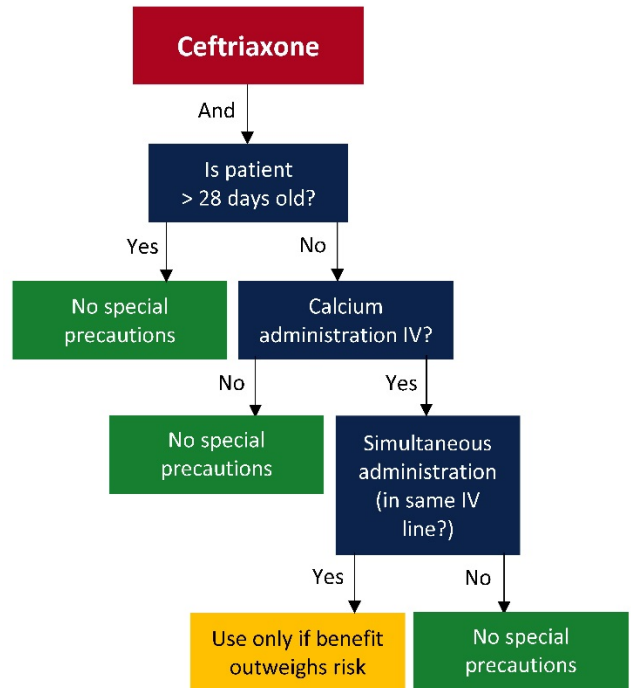 Ceftriaxone
And
Is patient
> 28 days old?
Yes
No
No special
precautions
Calcium
administration IV?
No
Yes
No special
precautions
Simultaneous
administration
(in same IV
line?)
Yes
No
Use only if benefit
outweighs risk
No special
precautions